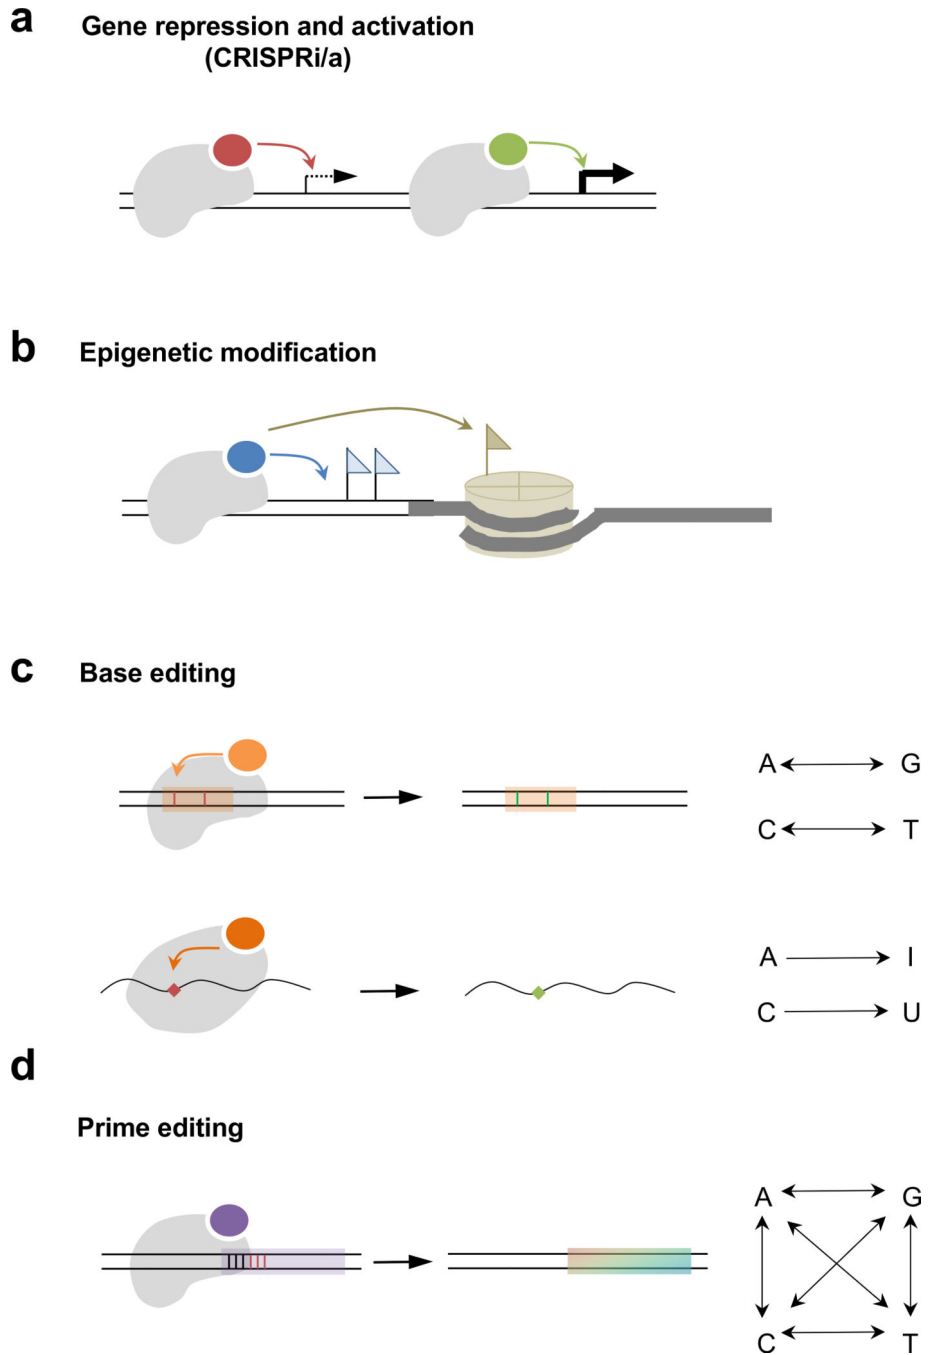 a
Gene repression and activation
(CRISPRi/a)
b
Epigenetic modification
c
Base editing
A G
C T
A I
C U
d
Prime editing
A G
C T